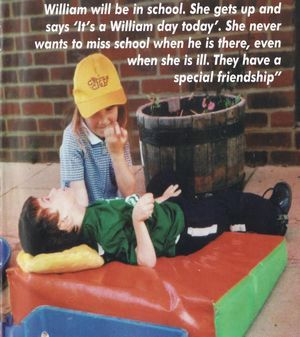 William will be in school. She gets up and
says 'It's a William day today'. She never
wants to miss school when he is there, even
when she is ill. They have a
special friendship"